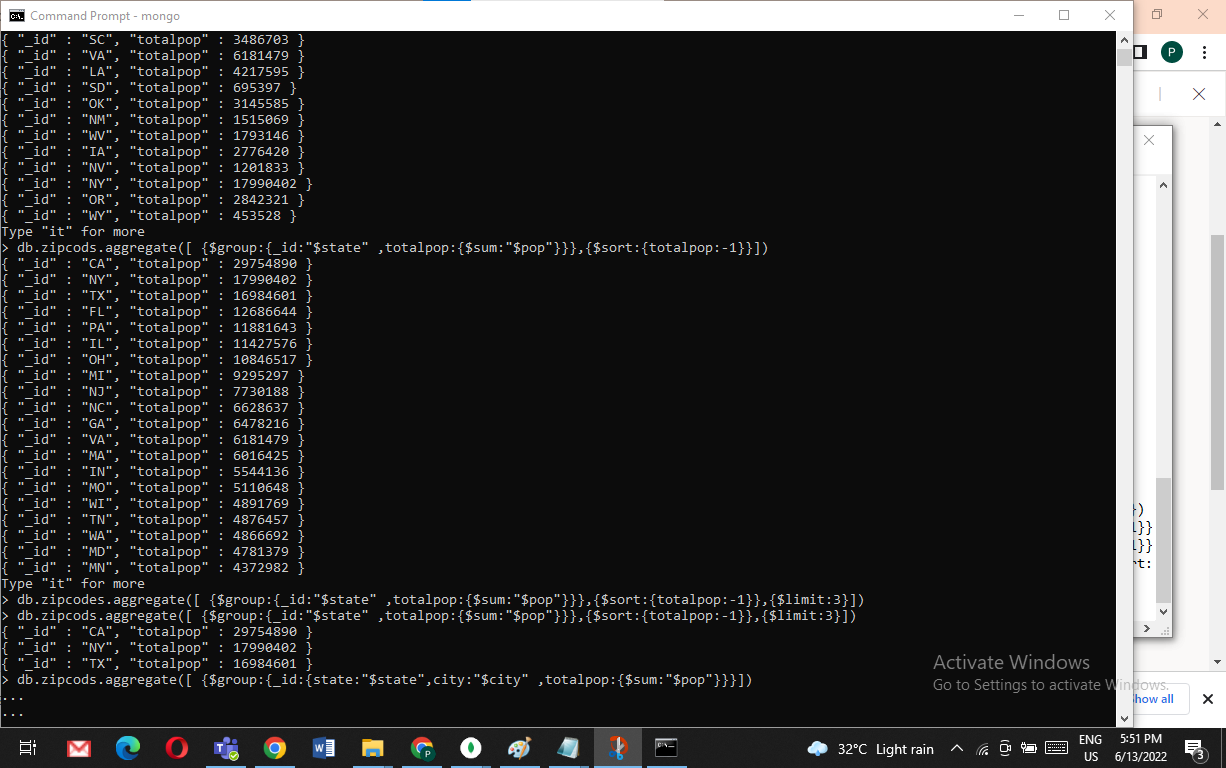 Command Prompt - mongo
{ "_id" : "SC", "totalpop" : 3486703 }
{ "_id" : "VA", "totalpop" : 6181479 }
{ "_id" : "LA", "totalpop" : 4217595 }
{ "_id" : "SD", "totalpop" : 695397 }
{ "_id" : "OK", "totalpop" : 3145585 }
{ "_id" : "NM", "totalpop" : 1515069 }
{ "_id" : "WV", "totalpop" : 1793146 }
{ "_id" : "IA", "totalpop" : 2776420 }
{ "_id" : "NV", "totalpop" : 1201833 }
{ "_id" : "NY", "totalpop" : 17990402 }
{ "_id" : "OR", "totalpop" : 2842321 }
{ "_id" : "WY", "totalpop" : 453528 }
Type "it" for more
> db.zipcods.aggregate([ {$group:{_id:"$state" ,totalpop:{$sum:"$pop"}}},{$sort:{totalpop:-1}}])
{ "_id" : "CA", "totalpop" : 29754890 }
{ "_id" : "NY", "totalpop" : 17990402 }
{ "_id" : "TX", "totalpop" : 16984601 }
{ "_id" : "FL", "totalpop" : 12686644 }
{ "_id" : "PA", "totalpop" : 11881643 }
{ "_id" : "IL", "totalpop" : 11427576 }
{ "_id" : "OH", "totalpop" : 10846517 }
{ "_id" : "MI", "totalpop" : 9295297 }
{ "_id" : "NJ", "totalpop" : 7730188 }
{ "_id" : "NC", "totalpop" : 6628637 }
{ "_id" : "GA", "totalpop" : 6478216 }
{ "_id" : "VA", "totalpop" : 6181479 }
{ "_id" : "MA", "totalpop" : 6016425 }
{ "_id" : "IN", "totalpop" : 5544136 }
{ "_id" : "MO", "totalpop" : 5110648 }
{ "_id" : "WI", "totalpop" : 4891769 }
{ "_id" : "TN", "totalpop" : 4876457 }
{ "_id" : "WA", "totalpop" : 4866692 }
{ "_id" : "MD", "totalpop" : 4781379 }
{ "_id" : "MN", "totalpop" : 4372982 }
Type "it" for more
> db.zipcodes.aggregate([ {$group:{_id:"$state" ,totalpop:{$sum:"$pop"}}},{$sort:{totalpop:-1}},{$limit:3}])
> db.zipcods.aggregate([ {$group:{_id:"$state" ,totalpop:{$sum:"$pop"}}},{$sort:{totalpop:-1}},{$limit:3}])
{ "_id" : "CA", "totalpop" : 29754890 }
{ "_id" : "NY", "totalpop" : 17990402 }
{ "_id" : "TX", "totalpop" : 16984601 }
> db.zipcods.aggregate([ {$group:{_id:{state:"$state",city:"$city" ,totalpop:{$sum:"$pop"}}}])
...
...
P
})
1}}
1}}
rt:
Activate Windows
Go to Settings to activate Windows.
how all
32°C Light rain
ENG
US
5:51 PM
6/13/2022
3